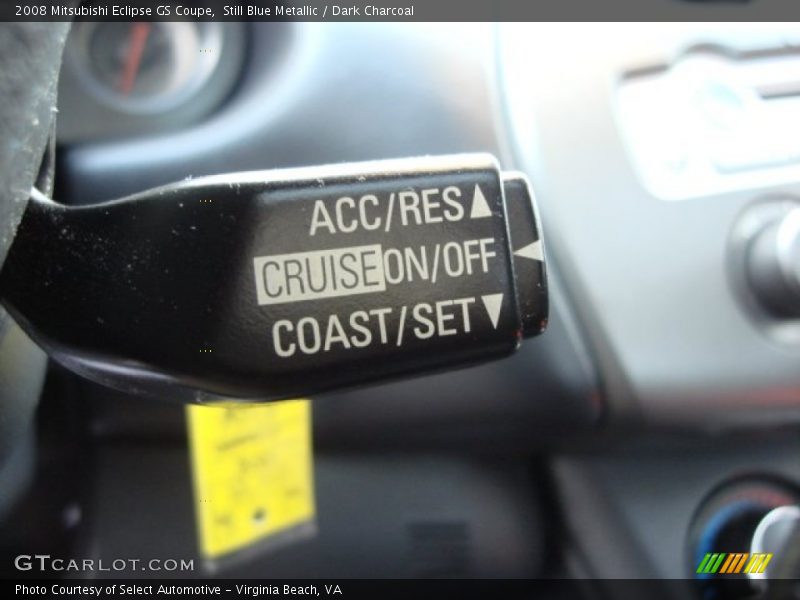 2008 Mitsubishi Eclipse GS Coupe, Still Blue Metallic / Dark Charcoal
ACC/RES▲
CRUISE ON/OFF ◀
COAST/SET▼
GTCARLOT.COM
Photo Courtesy of Select Automotive - Virginia Beach, VA